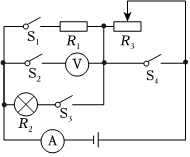 S₁ R₁ R₃
S₂ V S₄
R₂ S₃
A